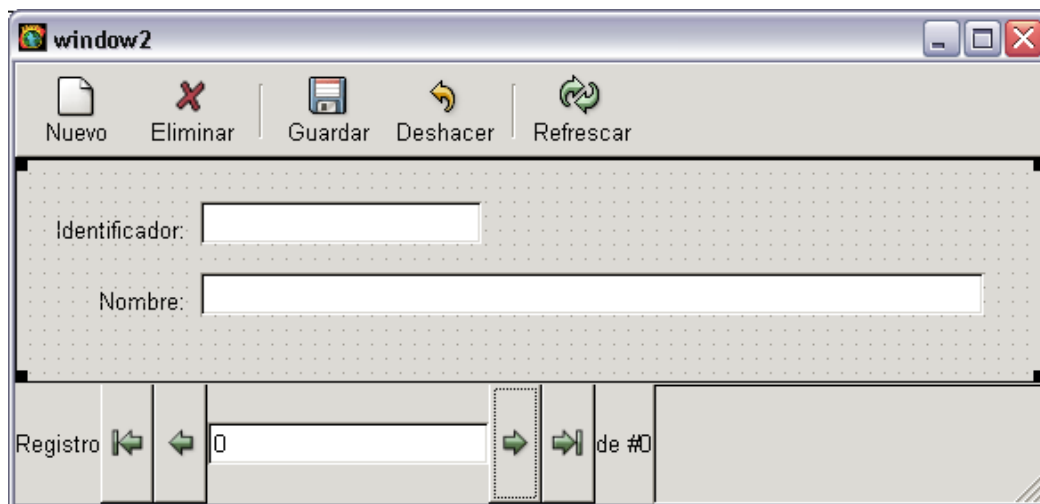 window2
Nuevo Eliminar Guardar Deshacer Refrescar
Identificador:
Nombre:
Registro 0 de #0